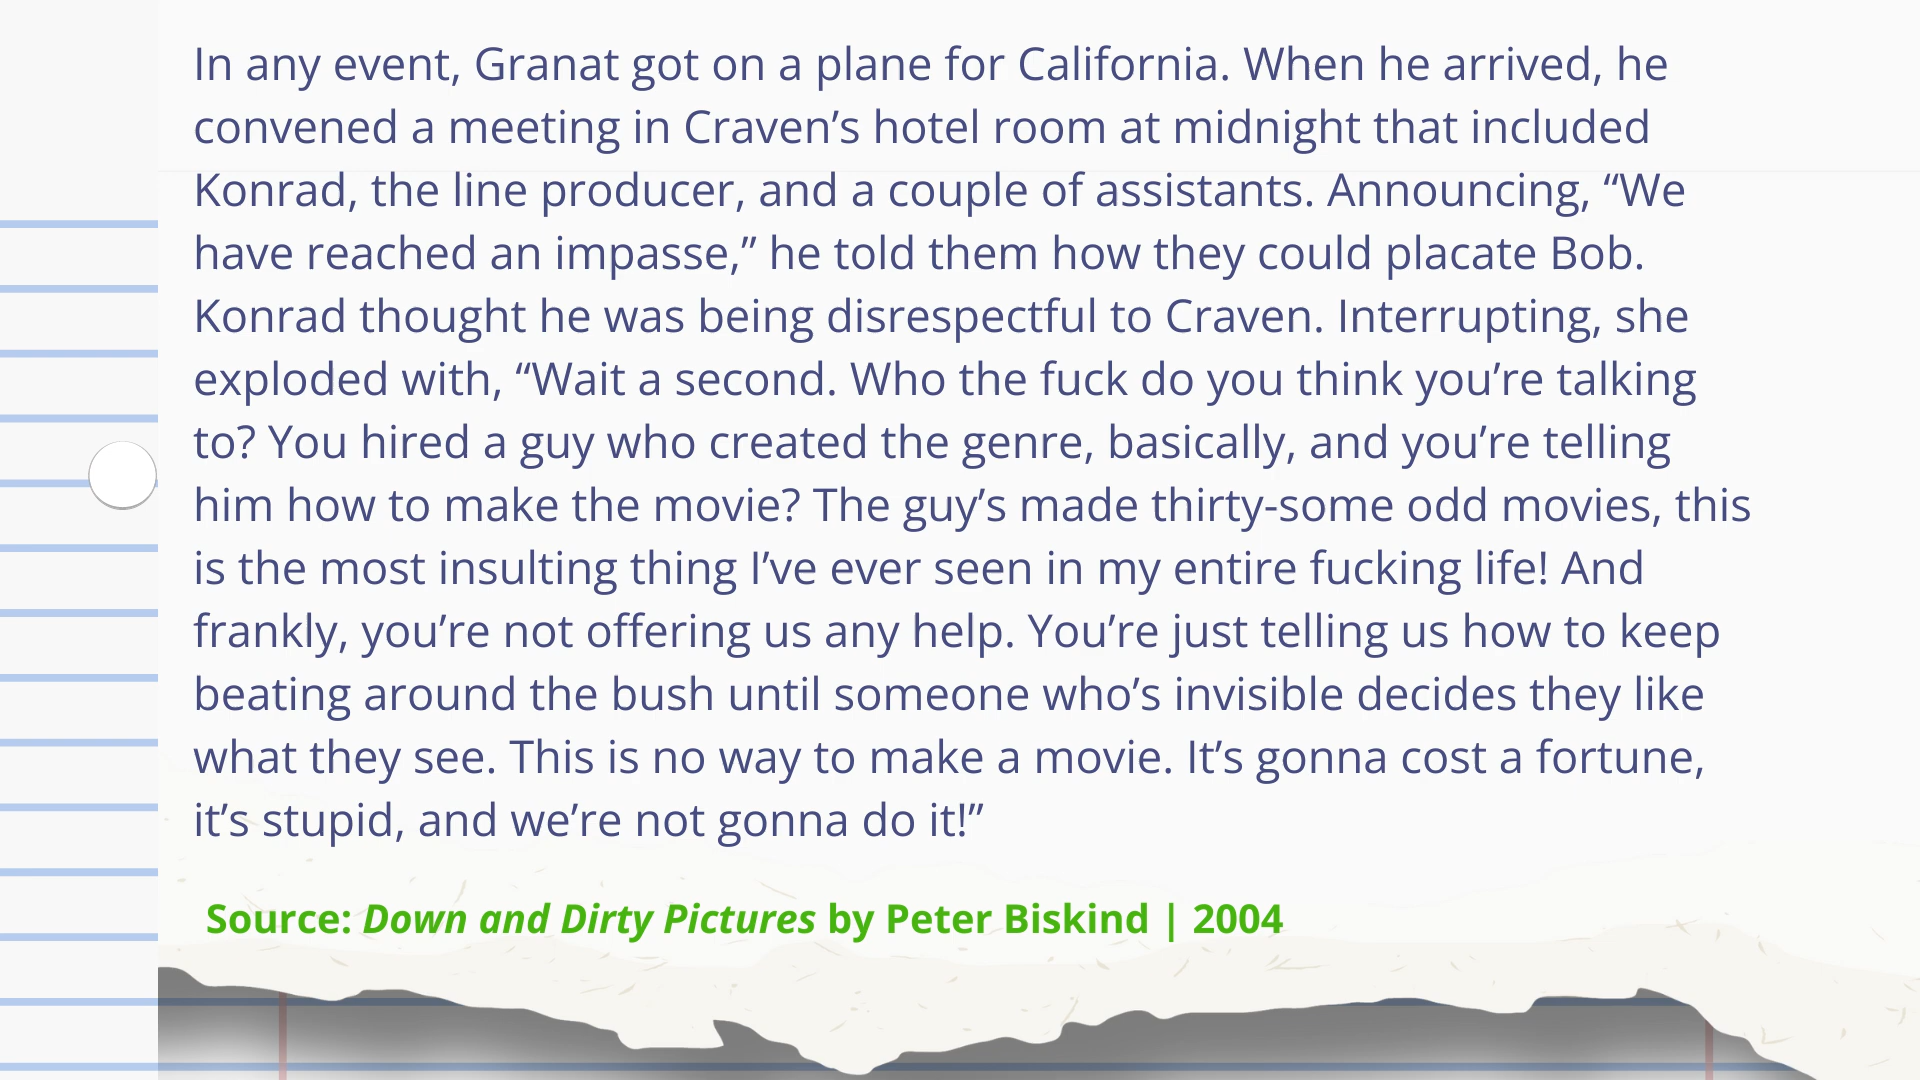 In any event, Granat got on a plane for California. When he arrived, he
convened a meeting in Craven’s hotel room at midnight that included
Konrad, the line producer, and a couple of assistants. Announcing, “We
have reached an impasse,” he told them how they could placate Bob.
Konrad thought he was being disrespectful to Craven. Interrupting, she
exploded with, “Wait a second. Who the fuck do you think you’re talking
to? You hired a guy who created the genre, basically, and you’re telling
him how to make the movie? The guy’s made thirty-some odd movies, this
is the most insulting thing I’ve ever seen in my entire fucking life! And
frankly, you’re not offering us any help. You’re just telling us how to keep
beating around the bush until someone who’s invisible decides they like
what they see. This is no way to make a movie. It’s gonna cost a fortune,
it’s stupid, and we’re not gonna do it!”
Source: Down and Dirty Pictures by Peter Biskind | 2004